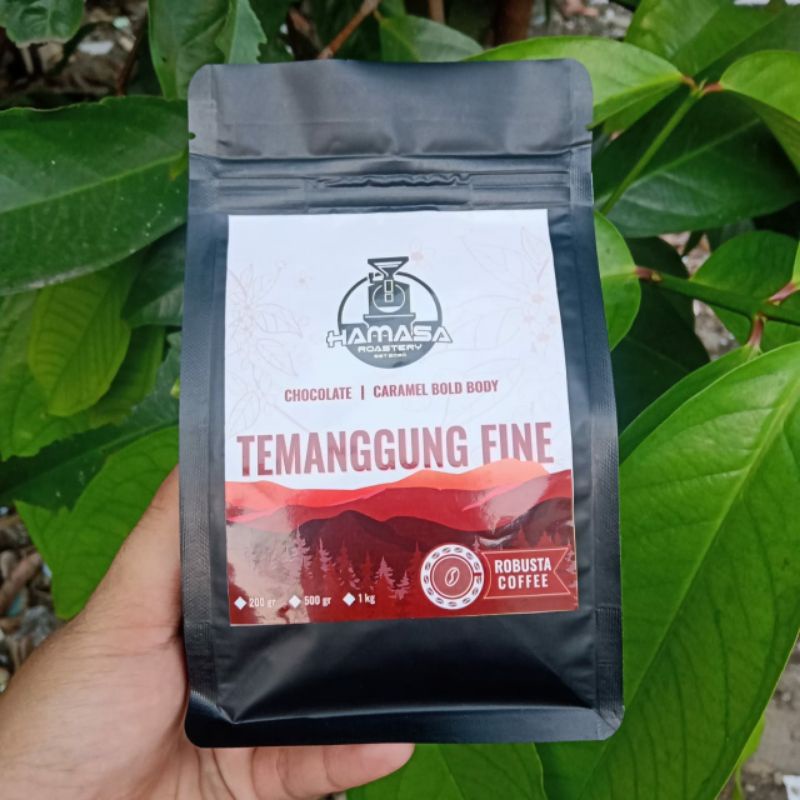 HAMASA
ROASTERY
CHOCOLATE | CARAMEL BOLD BODY
TEMANGGUNG FINE
ROBUSTA
COFFEE
200 gr 500 gr 1 kg